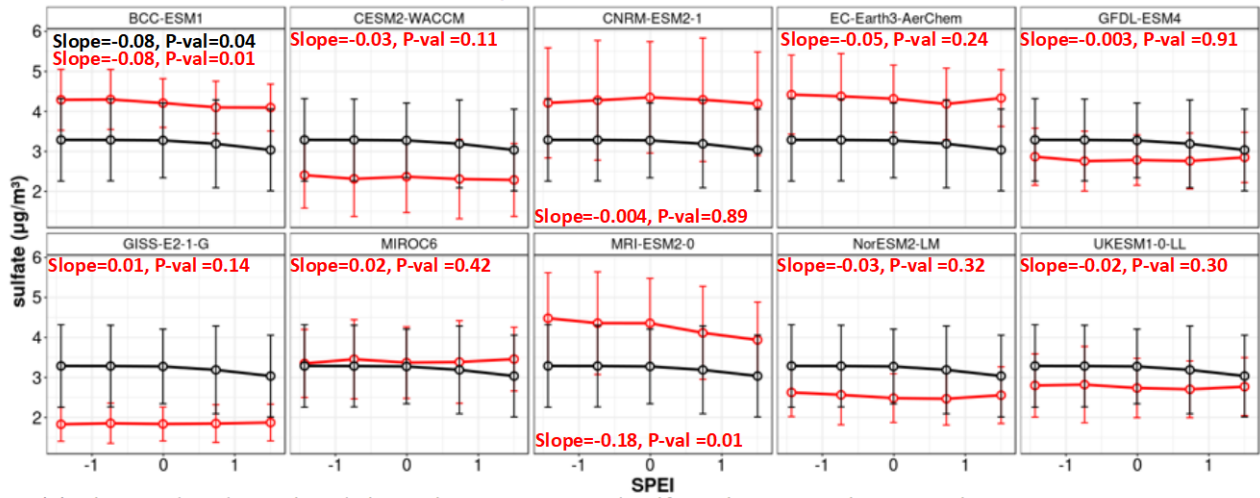 BCC-ESM1
CESM2-WACCM
CNRM-ESM2-1
EC-Earth3-AerChem
GFDL-ESM4
Slope=-0.08, P-val=0.04
Slope=-0.08, P-val=0.01
Slope=-0.03, P-val =0.11
Slope=-0.004, P-val=0.89
Slope=-0.05, P-val =0.24
Slope=-0.003, P-val =0.91
6
5
4
3
2
GISS-E2-1-G
MIROC6
MRI-ESM2-0
NorESM2-LM
UKESM1-0-LL
Slope=0.01, P-val =0.14
Slope=0.02, P-val =0.42
Slope=-0.18, P-val =0.01
Slope=-0.03, P-val =0.32
Slope=-0.02, P-val =0.30
6
5
4
3
2
sulfate (μg/m³)
-1 0 1 -1 0 1 -1 0 1 -1 0 1 -1 0 1
SPEI